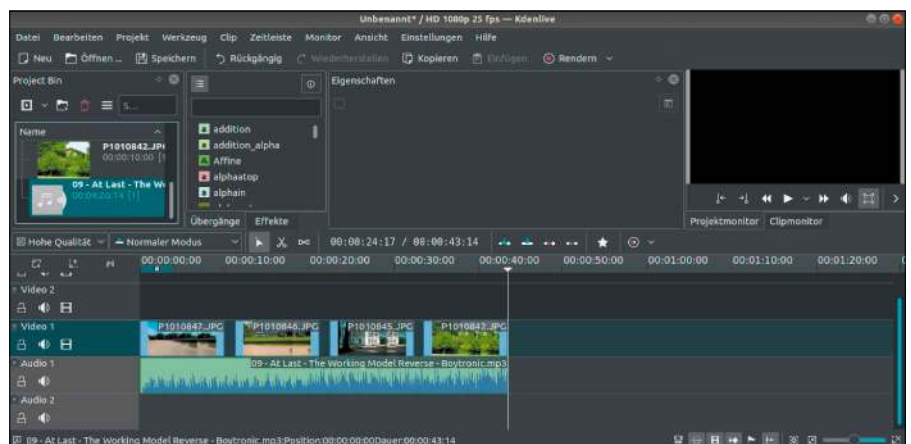 Unbenannt* / HD 1080p 25 fps — Kdenlive
Datei Bearbeiten Projekt Werkzeug Clip Zeitleiste Monitor Ansicht Einstellungen Hilfe
Neu Öffnen ... Speichern Rückgängig Wiederherstellen Kopieren Einfügen Rendern
Project Bin
Eigenschaften
S...
Name
P1010842.JP
00:00:10:00 [1
09 - At Last - The Wo
[1]
addition
addition_alpha
Affine
alphaatop
alphain
Übergänge Effekte
Projektmonitor Clipmonitor
Hohe Qualität Normaler Modus 00:00:24:17 / 00:00:43:14
00:00:00:00 00:00:10:00 00:00:20:00 00:00:30:00 00:00:40:00 00:00:50:00 00:01:00:00 00:01:10:00 00:01:20:00
Video 2
Video 1
P1010847.JPG P1010846.JPG P1010845.JPG P1010842.JPG
Audio 1
09 - At Last - The Working Model Reverse - Boytronic.mp3
Audio 2
09 - At Last - The Working Model Reverse - Boytronic.mp3:Position:00:00:00:00Dauer:00:00:43:14